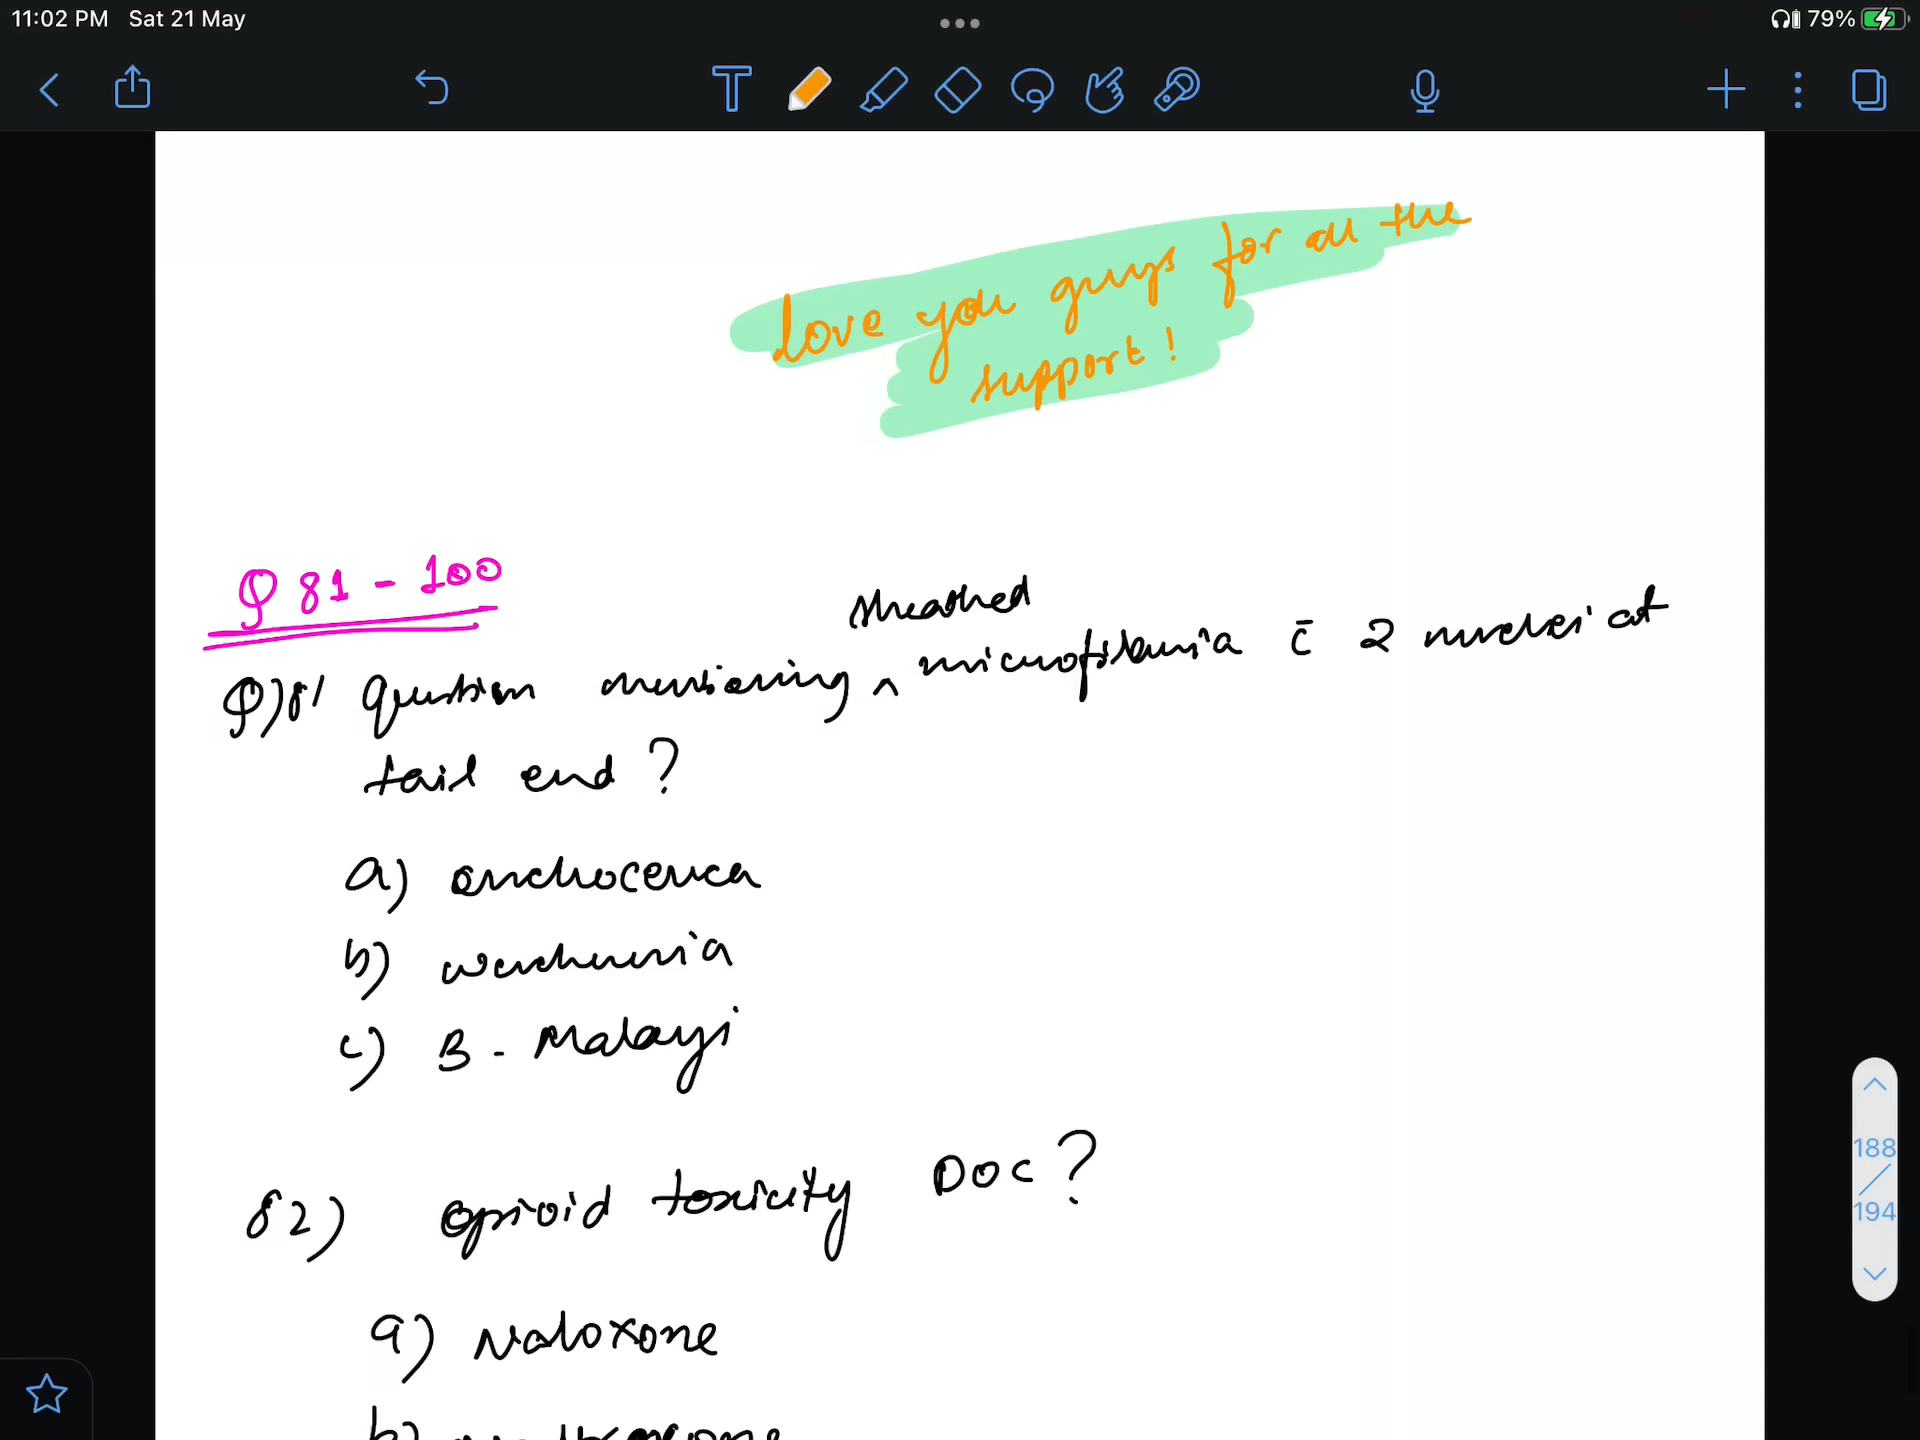 11:02 PM Sat 21 May
79%
love you guys for all the
support!
Q 81 - 100
sheathed
Q)81 question mentioning ^ microfilaria c̄ 2 nuclei at
tail end ?
a) onchocerca
b) wuchereria
c) B. Malayi
82) opioid toxicity DOC ?
a) Naloxone
b)
188
194